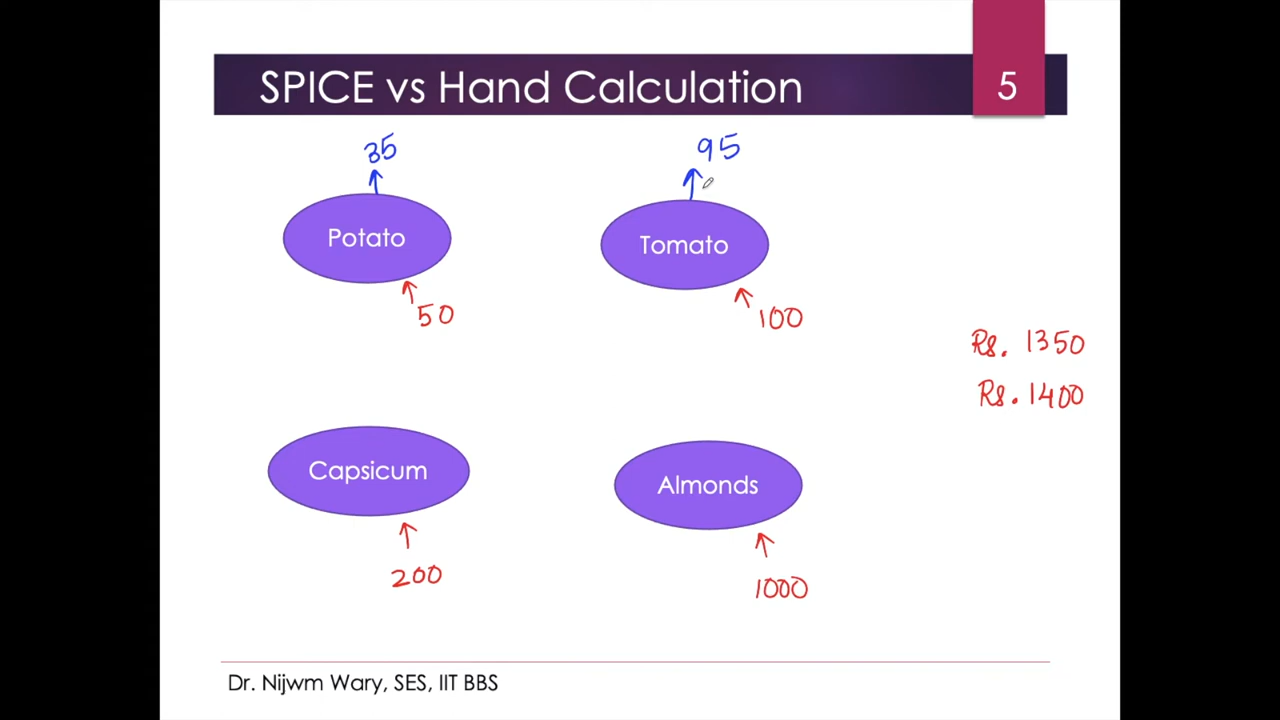 SPICE vs Hand Calculation
5
35
95
Potato
Tomato
50
100
Rs. 1350
Rs. 1400
Capsicum
Almonds
200
1000
Dr. Nijwm Wary, SES, IIT BBS